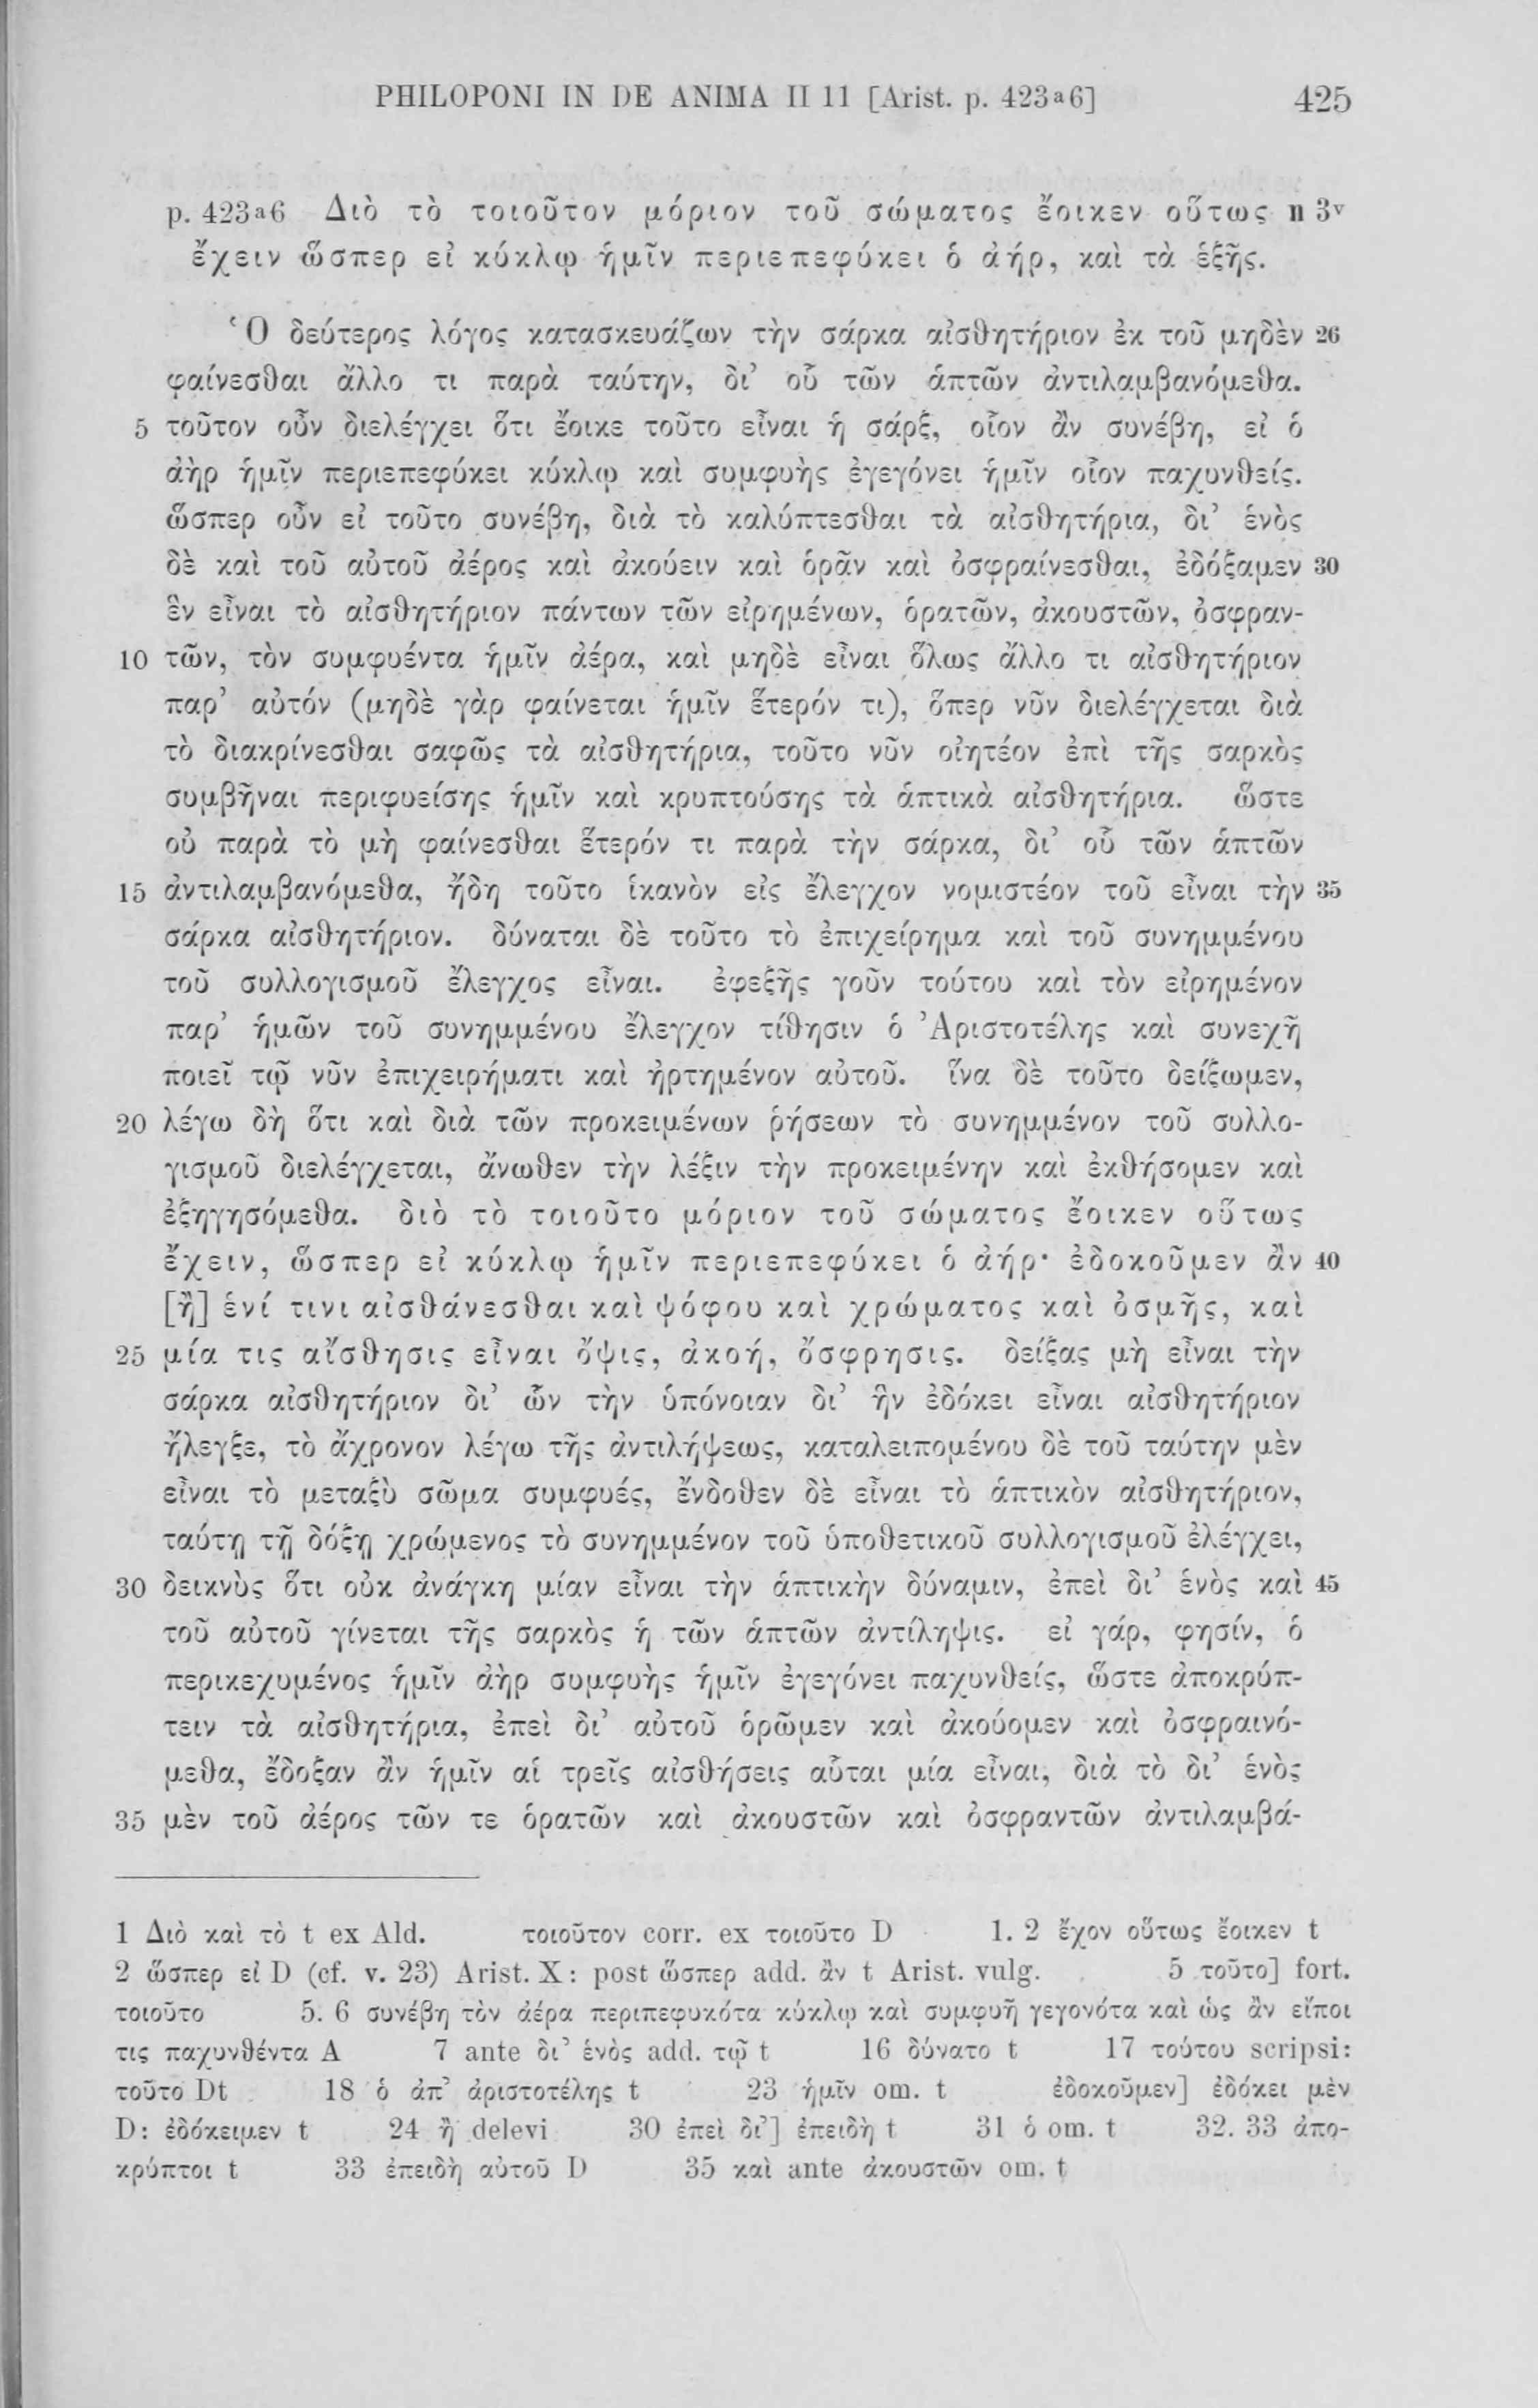 PHILOPONI IN DE ANIMA II 11 [Arist. p. 423a6] 425
p. 423a6 Διὸ τὸ τοιοῦτον μόριον τοῦ σώματος ἔοικεν οὕτως n 3v
ἔχειν ὥσπερ εἰ κύκλῳ ἡμῖν περιεπεφύκει ὁ ἀήρ, καὶ τὰ ἑξῆς.
Ὁ δεύτερος λόγος κατασκευάζων τὴν σάρκα αἰσθητήριον ἐκ τοῦ μηδὲν 26
φαίνεσθαι ἄλλο τι παρὰ ταύτην, δι’ οὗ τῶν ἁπτῶν ἀντιλαμβανόμεθα.
5 τοῦτον οὖν διελέγχει ὅτι ἔοικε τοῦτο εἶναι ἡ σάρξ, οἷον ἂν συνέβη, εἰ ὁ
ἀὴρ ἡμῖν περιεπεφύκει κύκλῳ καὶ συμφυὴς ἐγεγόνει ἡμῖν οἷον παχυνθείς.
ὥσπερ οὖν εἰ τοῦτο συνέβη, διὰ τὸ καλύπτεσθαι τὰ αἰσθητήρια, δι’ ἑνὸς
δὲ καὶ τοῦ αὐτοῦ ἀέρος καὶ ἀκούειν καὶ ὁρᾶν καὶ ὀσφραίνεσθαι, ἐδόξαμεν 30
ἓν εἶναι τὸ αἰσθητήριον πάντων τῶν εἰρημένων, ὁρατῶν, ἀκουστῶν, ὀσφραν-
10 τῶν, τὸν συμφυέντα ἡμῖν ἀέρα, καὶ μηδὲ εἶναι ὅλως ἄλλο τι αἰσθητήριον
παρ’ αὐτόν (μηδὲ γὰρ φαίνεται ἡμῖν ἕτερόν τι), ὅπερ νῦν διελέγχεται διὰ
τὸ διακρίνεσθαι σαφῶς τὰ αἰσθητήρια, τοῦτο νῦν οἰητέον ἐπὶ τῆς σαρκὸς
συμβῆναι περιφυείσης ἡμῖν καὶ κρυπτούσης τὰ ἁπτικὰ αἰσθητήρια. ὥστε
οὐ παρὰ τὸ μὴ φαίνεσθαι ἕτερόν τι παρὰ τὴν σάρκα, δι’ οὗ τῶν ἁπτῶν
15 ἀντιλαμβανόμεθα, ἤδη τοῦτο ἱκανὸν εἰς ἔλεγχον νομιστέον τοῦ εἶναι τὴν 35
σάρκα αἰσθητήριον. δύναται δὲ τοῦτο τὸ ἐπιχείρημα καὶ τοῦ συνημμένου
τοῦ συλλογισμοῦ ἔλεγχος εἶναι. ἐφεξῆς γοῦν τούτου καὶ τὸν εἰρημένον
παρ’ ἡμῶν τοῦ συνημμένου ἔλεγχον τίθησιν ὁ Ἀριστοτέλης καὶ συνεχῆ
ποιεῖ τῷ νῦν ἐπιχειρήματι καὶ ἠρτημένον αὐτοῦ. ἵνα δὲ τοῦτο δείξωμεν,
20 λέγω δὴ ὅτι καὶ διὰ τῶν προκειμένων ῥήσεων τὸ συνημμένον τοῦ συλλο-
γισμοῦ διελέγχεται, ἄνωθεν τὴν λέξιν τὴν προκειμένην καὶ ἐκθήσομεν καὶ
ἐξηγησόμεθα. διὸ τὸ τοιοῦτο μόριον τοῦ σώματος ἔοικεν οὕτως
ἔχειν, ὥσπερ εἰ κύκλῳ ἡμῖν περιεπεφύκει ὁ ἀήρ· ἐδοκοῦμεν ἂν 40
[ἢ] ἑνί τινι αἰσθάνεσθαι καὶ ψόφου καὶ χρώματος καὶ ὀσμῆς, καὶ
25 μία τις αἴσθησις εἶναι ὄψις, ἀκοή, ὄσφρησις. δείξας μὴ εἶναι τὴν
σάρκα αἰσθητήριον δι’ ὧν τὴν ὑπόνοιαν δι’ ἣν ἐδόκει εἶναι αἰσθητήριον
ἤλεγξε, τὸ ἄχρονον λέγω τῆς ἀντιλήψεως, καταλειπομένου δὲ τοῦ ταύτην μὲν
εἶναι τὸ μεταξὺ σῶμα συμφυές, ἔνδοθεν δὲ εἶναι τὸ ἁπτικὸν αἰσθητήριον,
ταύτῃ τῇ δόξῃ χρώμενος τὸ συνημμένον τοῦ ὑποθετικοῦ συλλογισμοῦ ἐλέγχει,
30 δεικνὺς ὅτι οὐκ ἀνάγκη μίαν εἶναι τὴν ἁπτικὴν δύναμιν, ἐπεὶ δι’ ἑνὸς καὶ 45
τοῦ αὐτοῦ γίνεται τῆς σαρκὸς ἡ τῶν ἁπτῶν ἀντίληψις. εἰ γάρ, φησίν, ὁ
περικεχυμένος ἡμῖν ἀὴρ συμφυὴς ἡμῖν ἐγεγόνει παχυνθείς, ὥστε ἀποκρύπ-
τειν τὰ αἰσθητήρια, ἐπεὶ δι’ αὐτοῦ ὁρῶμεν καὶ ἀκούομεν καὶ ὀσφραινό-
μεθα, ἔδοξαν ἂν ἡμῖν αἱ τρεῖς αἰσθήσεις αὗται μία εἶναι, διὰ τὸ δι’ ἑνὸς
35 μὲν τοῦ ἀέρος τῶν τε ὁρατῶν καὶ ἀκουστῶν καὶ ὀσφραντῶν ἀντιλαμβά-
1 Διὸ καὶ τὸ t ex Ald. τοιοῦτον corr. ex τοιοῦτο D 1. 2 ἔχον οὕτως ἔοικεν t
2 ὥσπερ εἰ D (cf. v. 23) Arist. X: post ὥσπερ add. ἂν t Arist. vulg. 5 τοῦτο] fort.
τοιοῦτο 5. 6 συνέβη τὸν ἀέρα περιπεφυκότα κύκλῳ καὶ συμφυῆ γεγονότα καὶ ὡς ἂν εἴποι
τις παχυνθέντα A 7 ante δι’ ἑνὸς add. τῷ t 16 δύνατο t 17 τούτου scripsi:
τοῦτο Dt 18 ὁ ἀπ’ ἀριστοτέλης t 23 ἡμῖν om. t ἐδοκοῦμεν] ἐδόκει μὲν
D: ἐδόκειμεν t 24 ἢ delevi 30 ἐπεὶ δι’] ἐπειδὴ t 31 ὁ om. t 32. 33 ἀπο-
κρύπτοι t 33 ἐπειδὴ αὐτοῦ D 35 καὶ ante ἀκουστῶν om. t